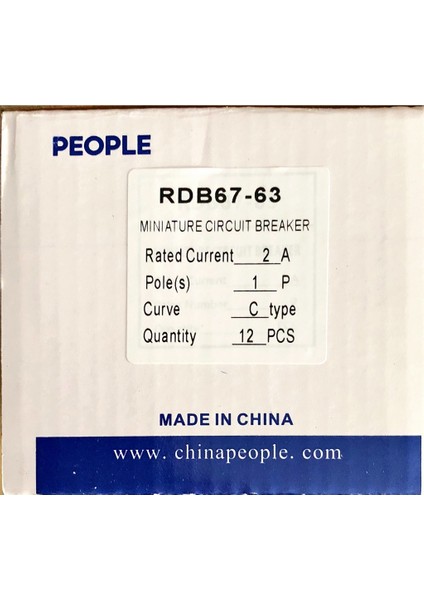 PEOPLE
RDB67-63
MINIATURE CIRCUIT BREAKER
Rated Current 2 A
Pole(s) 1 P
Curve C type
Quantity 12 PCS
MADE IN CHINA
www.chinapeople.com